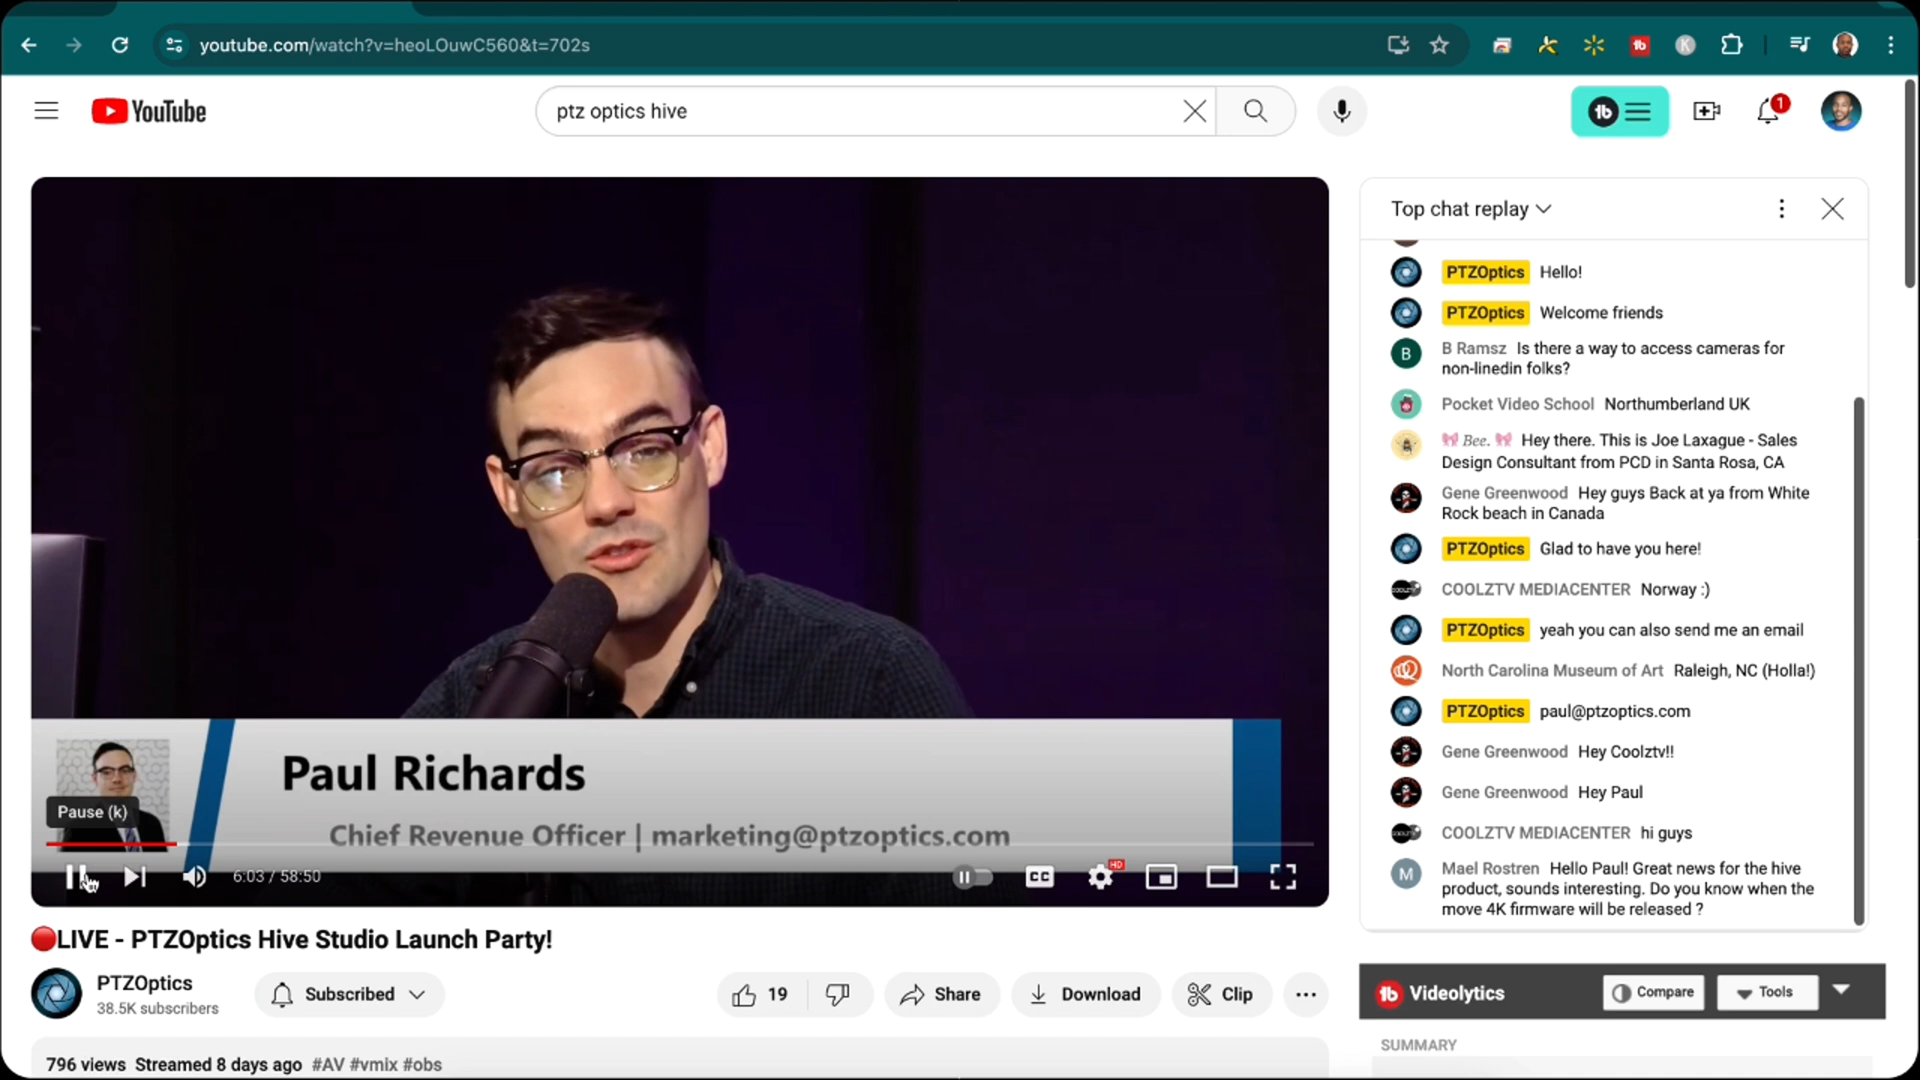 youtube.com/watch?v=heoLOuwC560&t=702s
tb
K
YouTube
ptz optics hive
tb
1
Top chat replay
PTZOptics Hello!
PTZOptics Welcome friends
B
B Ramsz Is there a way to access cameras for
non-linedin folks?
Pocket Video School Northumberland UK
🎀 Bee. 🎀 Hey there. This is Joe Laxague - Sales
Design Consultant from PCD in Santa Rosa, CA
Gene Greenwood Hey guys Back at ya from White
Rock beach in Canada
PTZOptics Glad to have you here!
COOLZTV MEDIACENTER Norway :)
PTZOptics yeah you can also send me an email
North Carolina Museum of Art Raleigh, NC (Holla!)
PTZOptics paul@ptzoptics.com
Gene Greenwood Hey Coolztv!!
Gene Greenwood Hey Paul
COOLZTV MEDIACENTER hi guys
M
Mael Rostren Hello Paul! Great news for the hive
product, sounds interesting. Do you know when the
move 4K firmware will be released ?
Paul Richards
Pause (k)
Chief Revenue Officer | marketing@ptzoptics.com
6:03 / 58:50
CC
HD
🔴LIVE - PTZOptics Hive Studio Launch Party!
PTZOptics
38.5K subscribers
Subscribed
19
Share
Download
Clip
796 views Streamed 8 days ago #AV #vmix #obs
tb Videolytics
Compare
Tools
SUMMARY